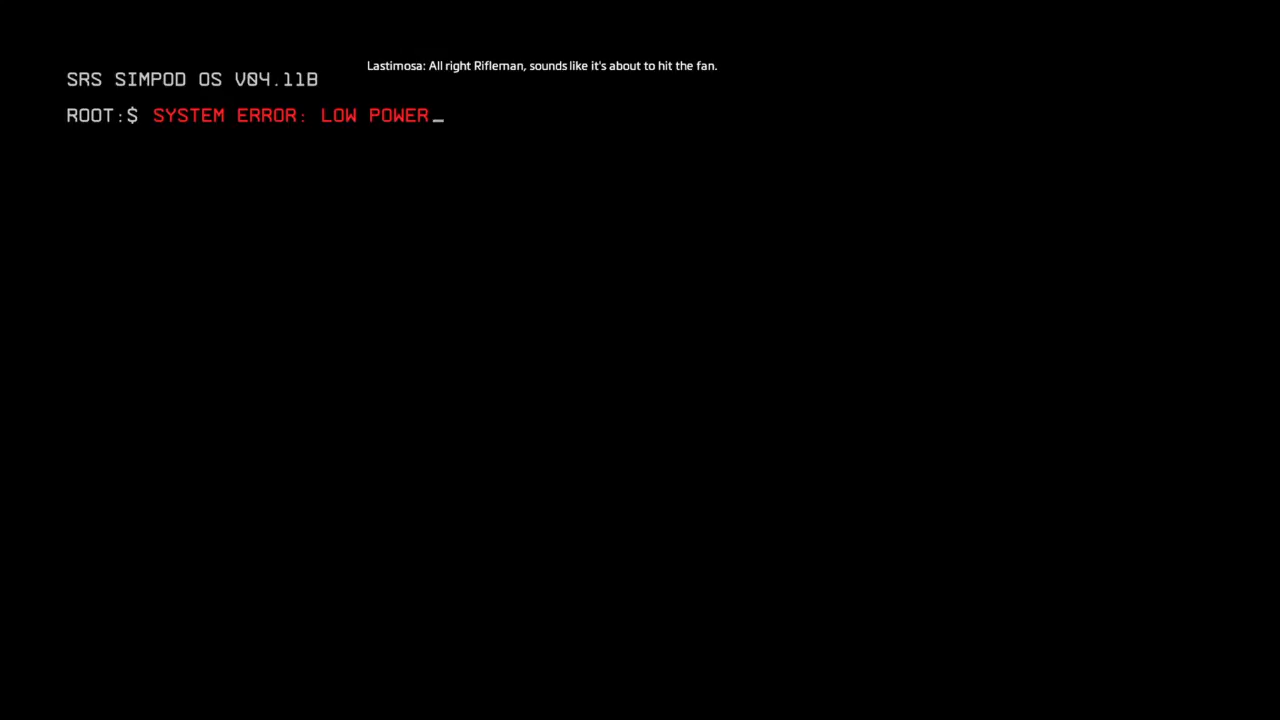 Lastimosa: All right Rifleman, sounds like it's about to hit the fan.
SRS SIMPOD OS V04.11B
ROOT:$ SYSTEM ERROR: LOW POWER_